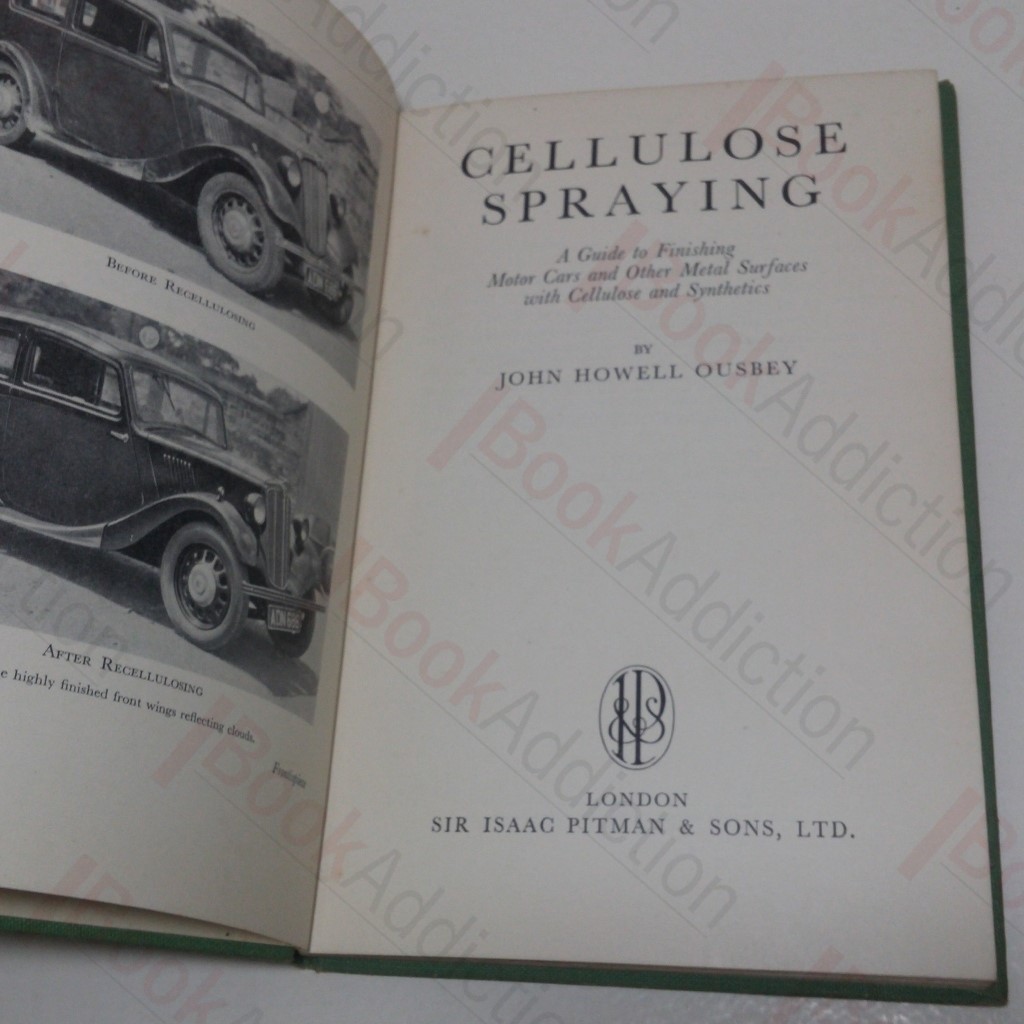 BEFORE RECELLULOSING
AFTER RECELLULOSING
e highly finished front wings reflecting clouds.
CELLULOSE
SPRAYING
A Guide to Finishing
Motor Cars and Other Metal Surfaces
with Cellulose and Synthetics
BY
JOHN HOWELL OUSBEY
LONDON
SIR ISAAC PITMAN & SONS, LTD.
BookAddiction